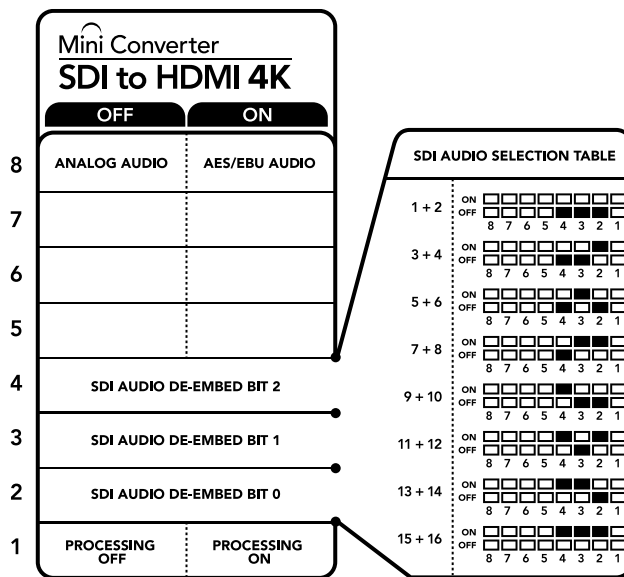 Mini Converter
SDI to HDMI 4K
OFF ON
8 ANALOG AUDIO AES/EBU AUDIO
7
6
5
4 SDI AUDIO DE-EMBED BIT 2
3 SDI AUDIO DE-EMBED BIT 1
2 SDI AUDIO DE-EMBED BIT 0
1 PROCESSING OFF PROCESSING ON
SDI AUDIO SELECTION TABLE
1 + 2 ON
OFF
8 7 6 5 4 3 2 1
3 + 4 ON
OFF
8 7 6 5 4 3 2 1
5 + 6 ON
OFF
8 7 6 5 4 3 2 1
7 + 8 ON
OFF
8 7 6 5 4 3 2 1
9 + 10 ON
OFF
8 7 6 5 4 3 2 1
11 + 12 ON
OFF
8 7 6 5 4 3 2 1
13 + 14 ON
OFF
8 7 6 5 4 3 2 1
15 + 16 ON
OFF
8 7 6 5 4 3 2 1